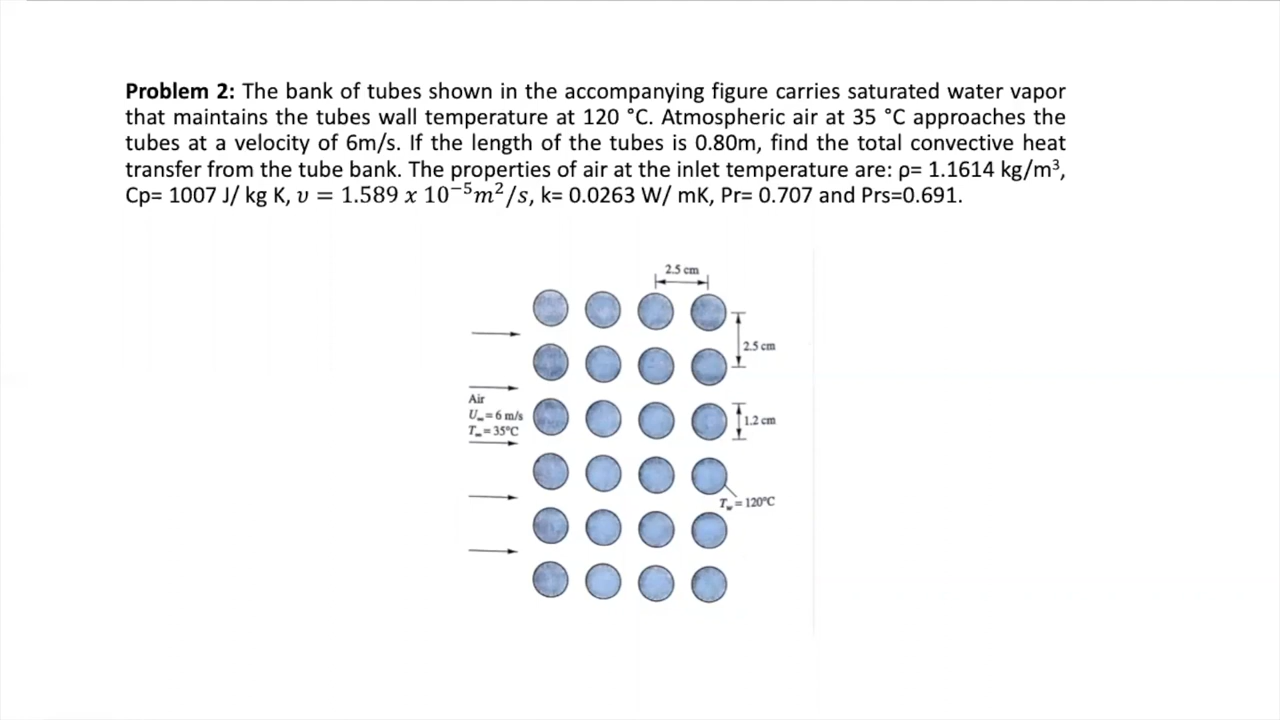 Problem 2: The bank of tubes shown in the accompanying figure carries saturated water vapor
that maintains the tubes wall temperature at 120 °C. Atmospheric air at 35 °C approaches the
tubes at a velocity of 6m/s. If the length of the tubes is 0.80m, find the total convective heat
transfer from the tube bank. The properties of air at the inlet temperature are: ρ= 1.1614 kg/m³,
Cp= 1007 J/ kg K, υ = 1.589 x 10⁻⁵m²/s, k= 0.0263 W/ mK, Pr= 0.707 and Prs=0.691.
2.5 cm
2.5 cm
Air
U∞=6 m/s
T∞=35°C
1.2 cm
Tw=120°C